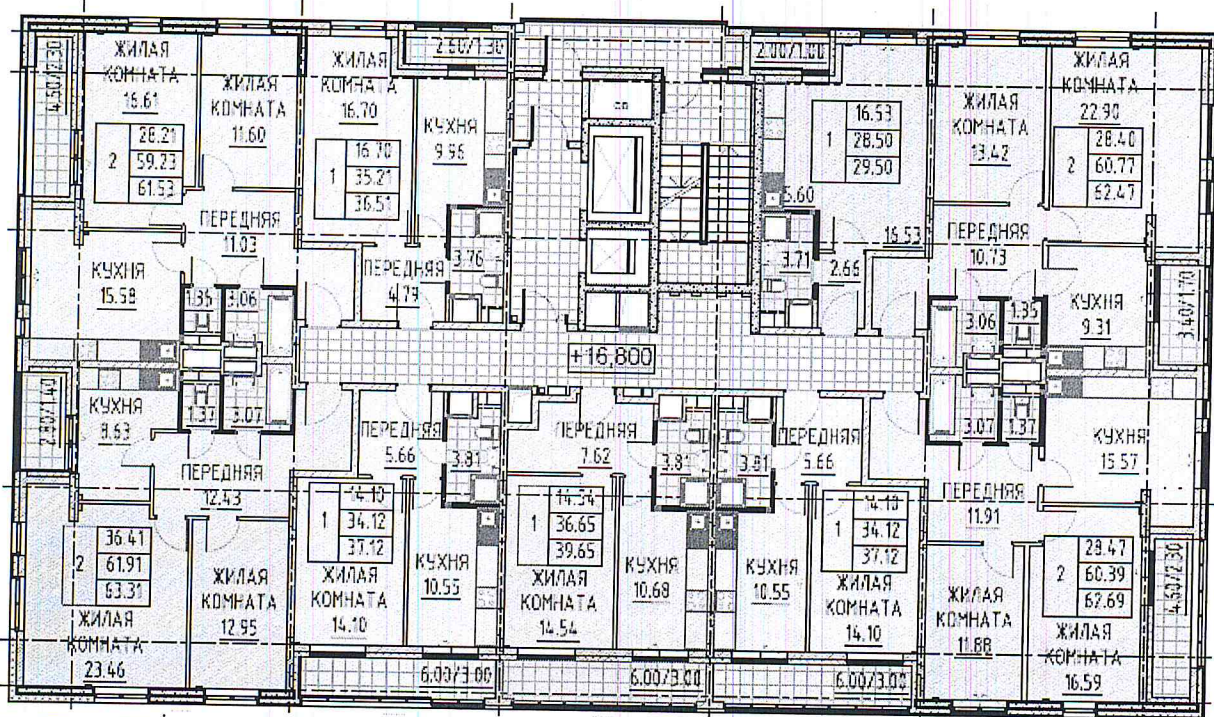 4.50/2.30
ЖИЛАЯ
КОМНАТА
16.61
2
28.21
59.23
61.53
ЖИЛАЯ
КОМНАТА
11.60
ПЕРЕДНЯЯ
11.03
КУХНЯ
15.58
1.35
3.06
ЖИЛАЯ
КОМНАТА
16.70
1
16.70
35.21
36.51
2.60/1.30
КУХНЯ
9.96
3.76
ПЕРЕДНЯЯ
4.79
2.00/1.00
1
16.53
28.50
29.50
5.60
16.53
3.71
2.66
ЖИЛАЯ
КОМНАТА
13.42
ЖИЛАЯ
КОМНАТА
22.90
2
28.40
60.77
62.47
ПЕРЕДНЯЯ
10.73
3.06
1.35
КУХНЯ
9.31
3.40/1.70
+16,800
2.80/1.40
КУХНЯ
8.63
1.37
3.07
ПЕРЕДНЯЯ
12.43
2
36.41
61.91
63.31
ЖИЛАЯ
КОМНАТА
23.46
ЖИЛАЯ
КОМНАТА
12.95
ПЕРЕДНЯЯ
5.66
3.81
1
14.10
34.12
37.12
ЖИЛАЯ
КОМНАТА
14.10
КУХНЯ
10.55
6.00/3.00
ПЕРЕДНЯЯ
7.62
3.81
1
14.54
36.65
39.65
ЖИЛАЯ
КОМНАТА
14.54
КУХНЯ
10.68
6.00/3.00
3.81
ПЕРЕДНЯЯ
5.66
1
14.10
34.12
37.12
КУХНЯ
10.55
ЖИЛАЯ
КОМНАТА
14.10
6.00/3.00
3.07
1.37
КУХНЯ
15.57
ПЕРЕДНЯЯ
11.91
2
28.47
60.39
62.69
ЖИЛАЯ
КОМНАТА
11.88
ЖИЛАЯ
КОМНАТА
16.59
4.60/2.30